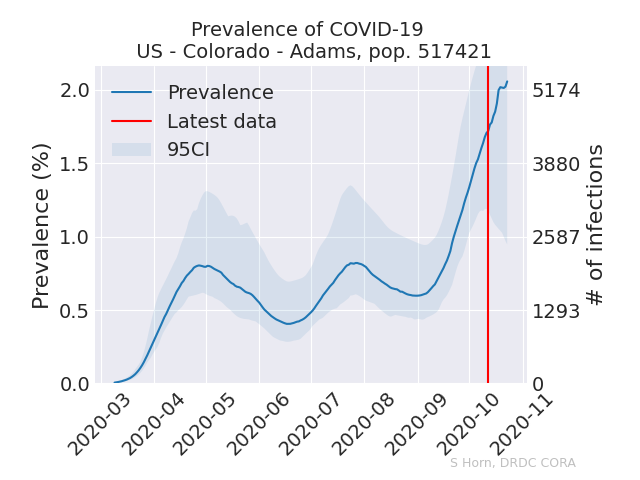 Prevalence of COVID-19
US - Colorado - Adams, pop. 517421
Prevalence
Latest data
95CI
Prevalence (%)
2.0
1.5
1.0
0.5
0.0
5174
3880
2587
1293
0
# of infections
2020-03
2020-04
2020-05
2020-06
2020-07
2020-08
2020-09
2020-10
2020-11
S Horn, DRDC CORA